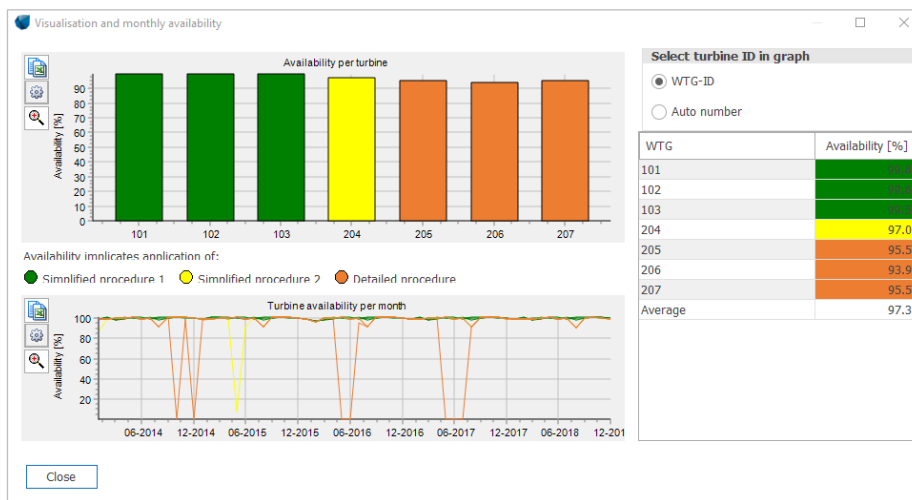 Visualisation and monthly availability
Availability per turbine
Availability [%]
90
80
70
60
50
40
30
20
10
0
101 102 103 204 205 206 207
Availability implicates application of:
Simplified procedure 1 Simplified procedure 2 Detailed procedure
Turbine availability per month
Availability [%]
100
80
60
40
20
06-2014 12-2014 06-2015 12-2015 06-2016 12-2016 06-2017 12-2017 06-2018 12-201
Close
Select turbine ID in graph
WTG-ID
Auto number
WTG Availability [%]
101
102
103
204 97.0
205 95.5
206 93.9
207 95.5
Average 97.3